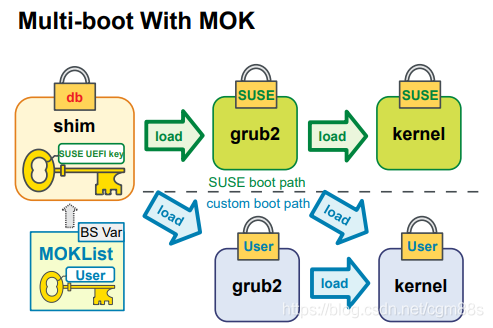 Multi-boot With MOK
db
shim
SUSE UEFI key
load
SUSE
grub2
load
SUSE
kernel
SUSE boot path
custom boot path
BS Var
MOKList
User
load
User
grub2
load
load
User
kernel
https://blog.csdn.net/cgm88s